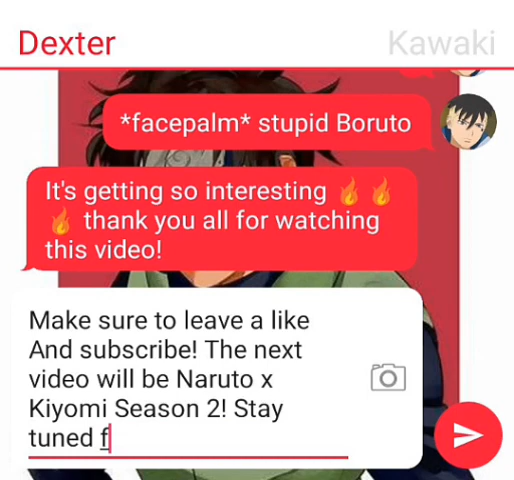 Dexter Kawaki
*facepalm* stupid Boruto
It's getting so interesting 🔥 🔥
🔥 thank you all for watching
this video!
Make sure to leave a like
And subscribe! The next
video will be Naruto x
Kiyomi Season 2! Stay
tuned f